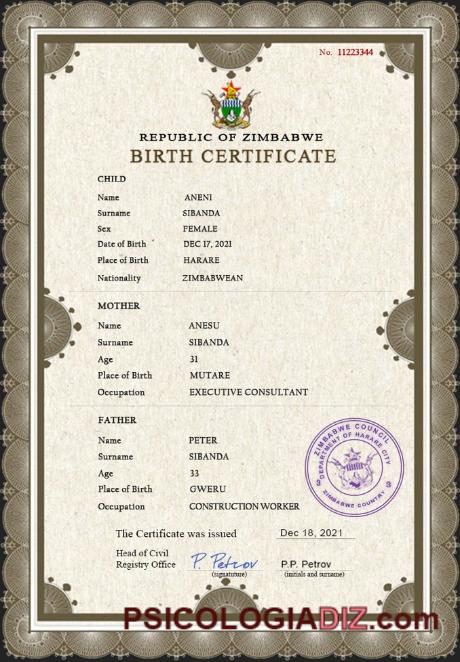 No. 11223344
REPUBLIC OF ZIMBABWE
BIRTH CERTIFICATE
CHILD
Name ANENI
Surname SIBANDA
Sex FEMALE
Date of Birth DEC 17, 2021
Place of Birth HARARE
Nationality ZIMBABWEAN
MOTHER
Name ANESU
Surname SIBANDA
Age 31
Place of Birth MUTARE
Occupation EXECUTIVE CONSULTANT
FATHER
Name PETER
Surname SIBANDA
Age 33
Place of Birth GWERU
Occupation CONSTRUCTION WORKER
ZIMBABWE COUNCIL
DEPARTMENT OF HARARE CITY
ZIMBABWE COUNTRY
The Certificate was issued Dec 18, 2021
Head of Civil
Registry Office P. Petrov P.P. Petrov
(signatuture) (initials and surname)
PSICOLOGIADIZ.com